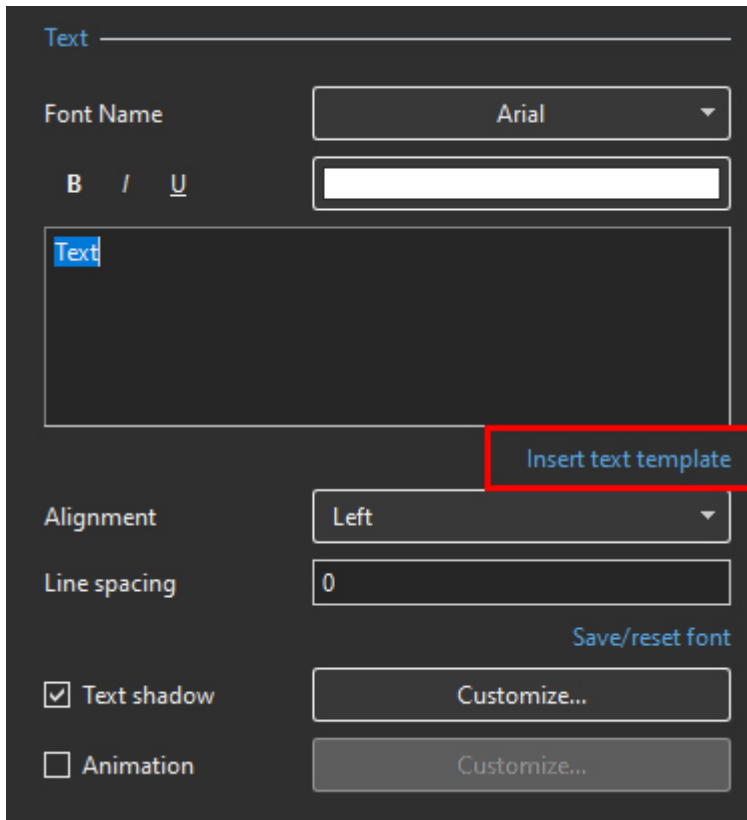 Text
Font Name Arial
B I U
Text
Insert text template
Alignment Left
Line spacing 0
Save/reset font
Text shadow Customize...
Animation Customize...